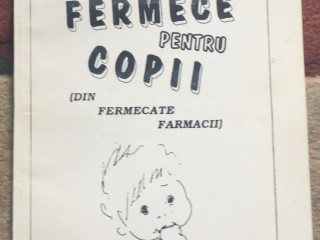 FERMECE
PENTRU
COPII
(DIN
FERMECATE
FARMACII)